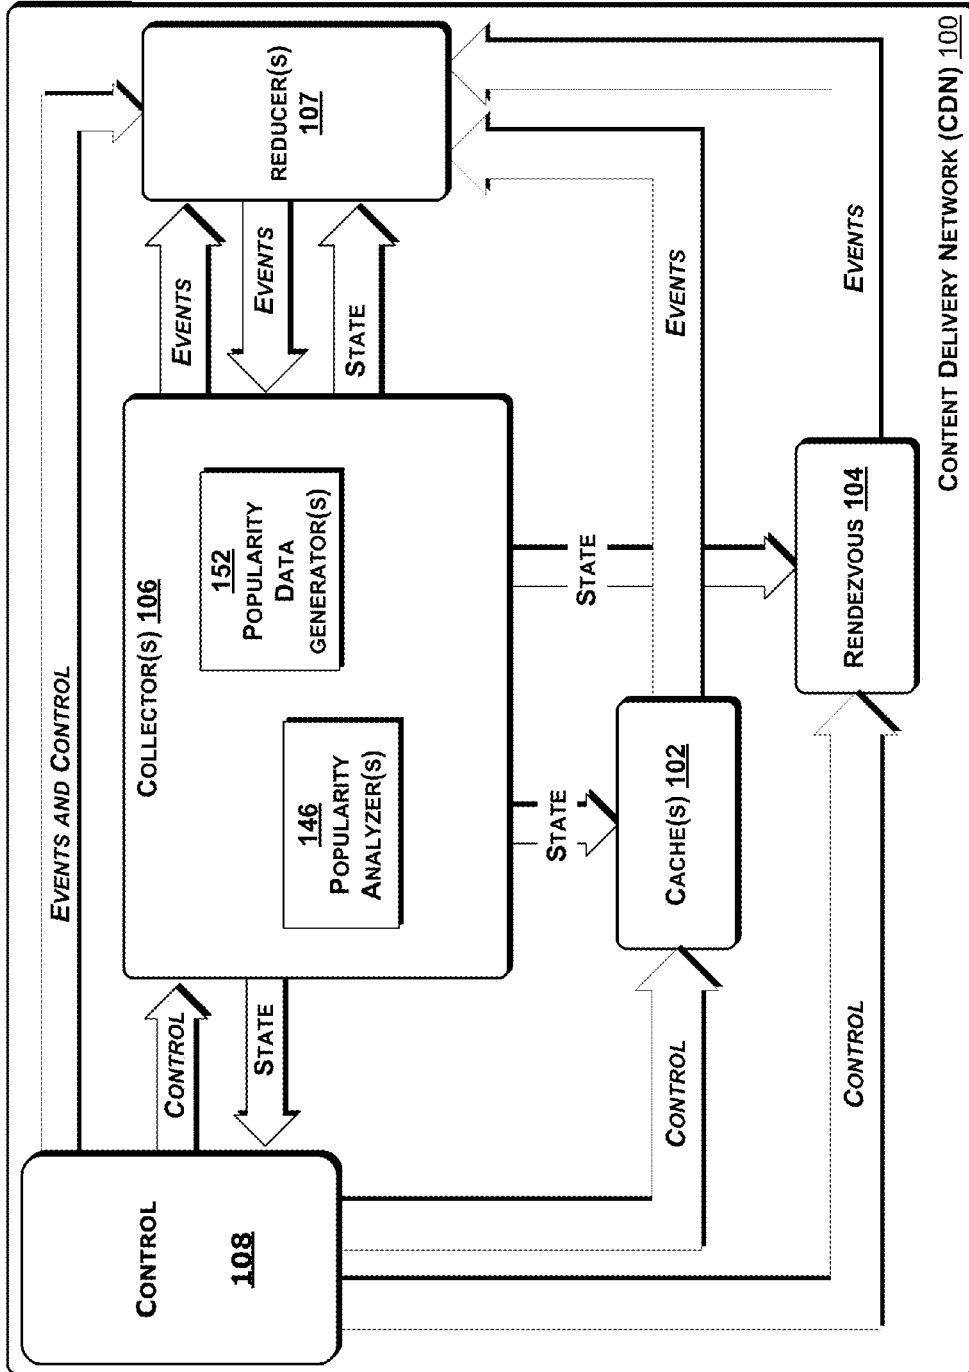 EVENTS AND CONTROL
CONTROL
108
CONTROL
STATE
COLLECTOR(S) 106
146
POPULARITY
ANALYZER(S)
152
POPULARITY
DATA
GENERATOR(S)
EVENTS
EVENTS
STATE
REDUCER(S)
107
STATE
STATE
CONTROL
CACHE(S) 102
EVENTS
CONTROL
RENDEZVOUS 104
EVENTS
CONTENT DELIVERY NETWORK (CDN) 100